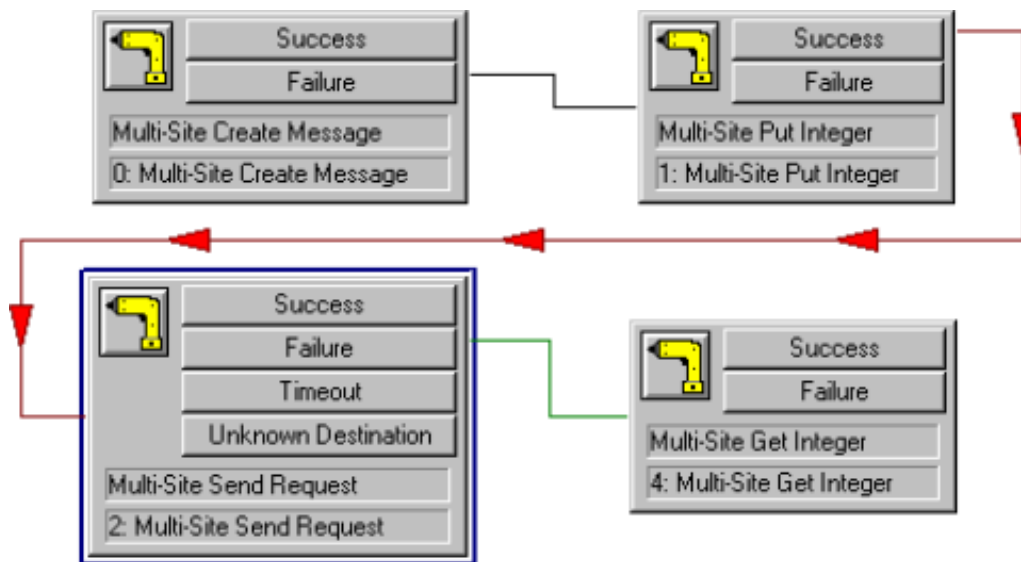 Success
Failure
Multi-Site Create Message
0: Multi-Site Create Message
Success
Failure
Multi-Site Put Integer
1: Multi-Site Put Integer
Success
Failure
Timeout
Unknown Destination
Multi-Site Send Request
2: Multi-Site Send Request
Success
Failure
Multi-Site Get Integer
4: Multi-Site Get Integer